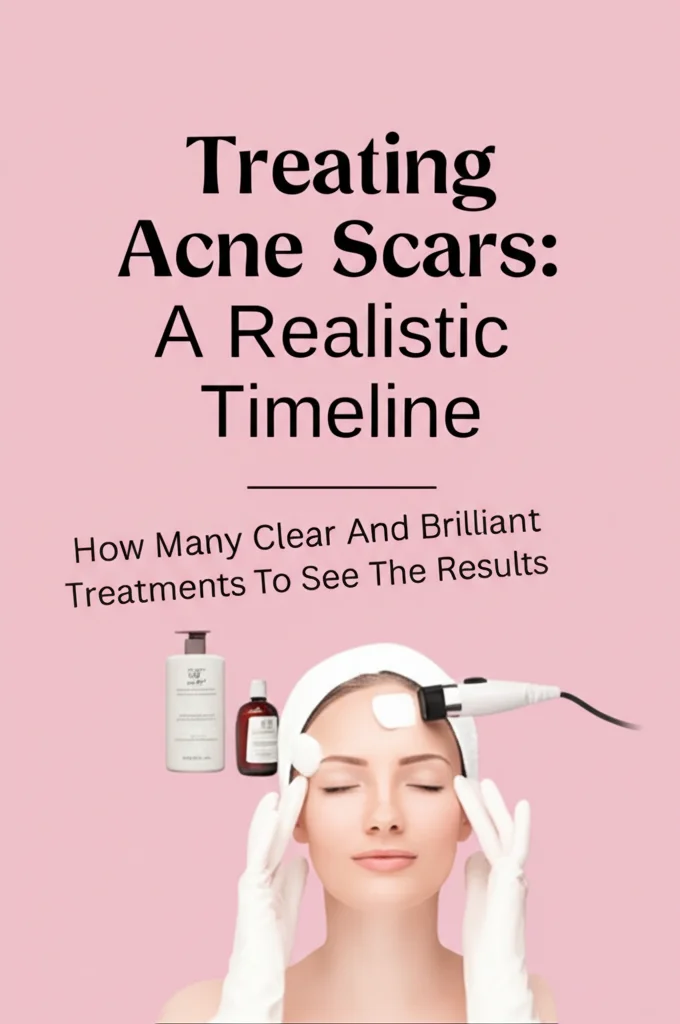 Treating
Acne Scars:
A Realistic
Timeline
How Many Clear And Brilliant
Treatments To See The Results